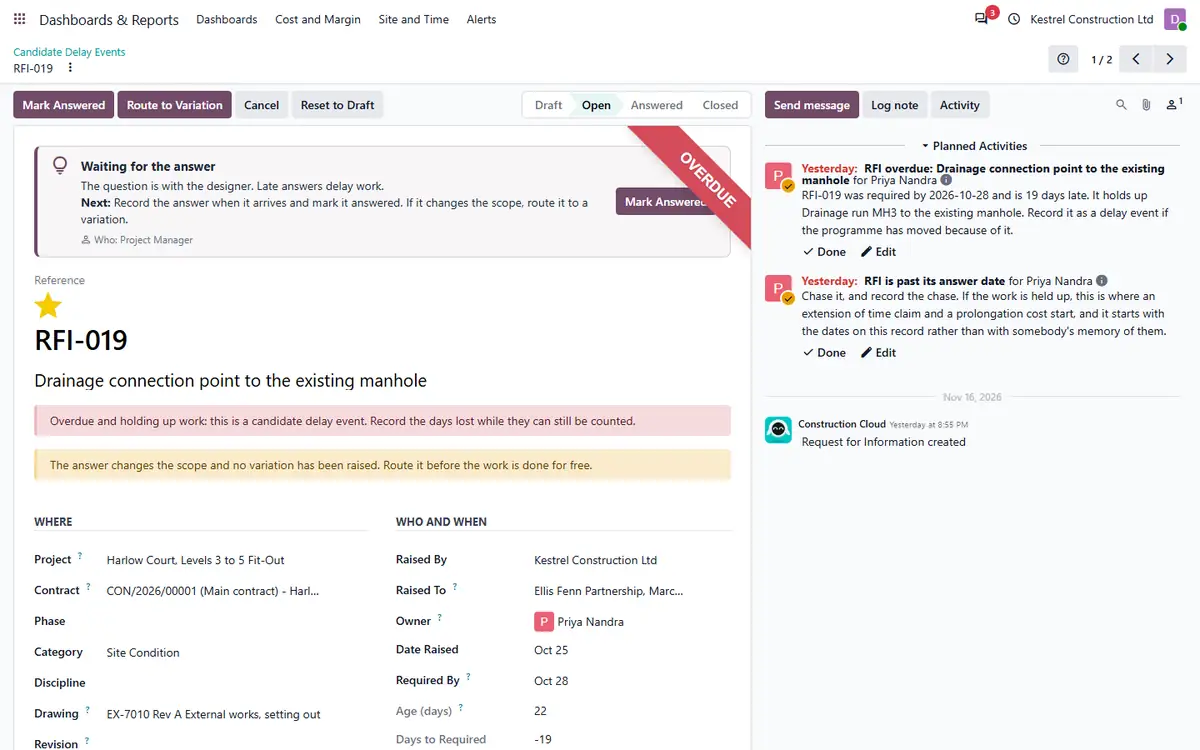 Dashboards & Reports
Dashboards
Cost and Margin
Site and Time
Alerts
3
Kestrel Construction Ltd
D
Candidate Delay Events
RFI-019
1 / 2
Mark Answered
Route to Variation
Cancel
Reset to Draft
Draft
Open
Answered
Closed
Send message
Log note
Activity
1
OVERDUE
Waiting for the answer
The question is with the designer. Late answers delay work.
Next: Record the answer when it arrives and mark it answered. If it changes the scope, route it to a
variation.
Who: Project Manager
Mark Answered
Reference
RFI-019
Drainage connection point to the existing manhole
Overdue and holding up work: this is a candidate delay event. Record the days lost while they can still be counted.
The answer changes the scope and no variation has been raised. Route it before the work is done for free.
WHERE
Project ?
Harlow Court, Levels 3 to 5 Fit-Out
Contract ?
CON/2026/00001 (Main contract) - Harl...
Phase
Category
Site Condition
Discipline
Drawing ?
EX-7010 Rev A External works, setting out
Revision ?
WHO AND WHEN
Raised By
Kestrel Construction Ltd
Raised To ?
Ellis Fenn Partnership, Marc...
Owner ?
P
Priya Nandra
Date Raised
Oct 25
Required By ?
Oct 28
Age (days) ?
22
Days to Required
-19
Planned Activities
P
Yesterday: RFI overdue: Drainage connection point to the existing
manhole for Priya Nandra
RFI-019 was required by 2026-10-28 and is 19 days late. It holds up
Drainage run MH3 to the existing manhole. Record it as a delay event if
the programme has moved because of it.
Done
Edit
P
Yesterday: RFI is past its answer date for Priya Nandra
Chase it, and record the chase. If the work is held up, this is where an
extension of time claim and a prolongation cost start, and it starts with
the dates on this record rather than with somebody's memory of them.
Done
Edit
Nov 16, 2026
Construction Cloud Yesterday at 8:55 PM
Request for Information created